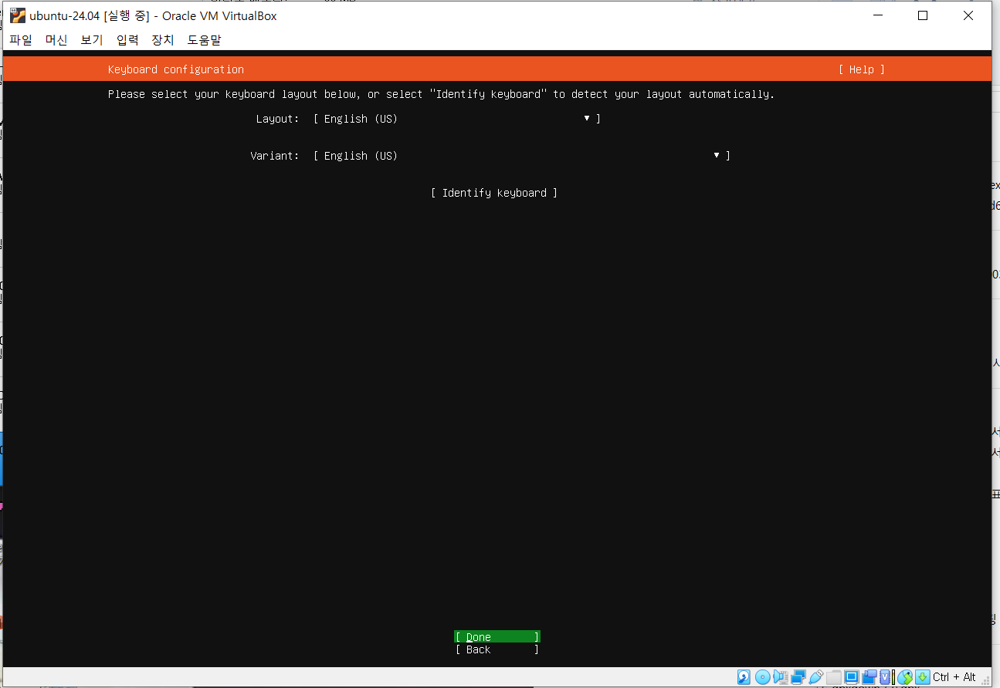 ubuntu-24.04 [실행 중] - Oracle VM VirtualBox
파일 머신 보기 입력 장치 도움말
Keyboard configuration [ Help ]
Please select your keyboard layout below, or select "Identify keyboard" to detect your layout automatically.
Layout: [ English (US) ▾ ]
Variant: [ English (US) ▾ ]
[ Identify keyboard ]
[ Done ]
[ Back ]
Ctrl + Alt